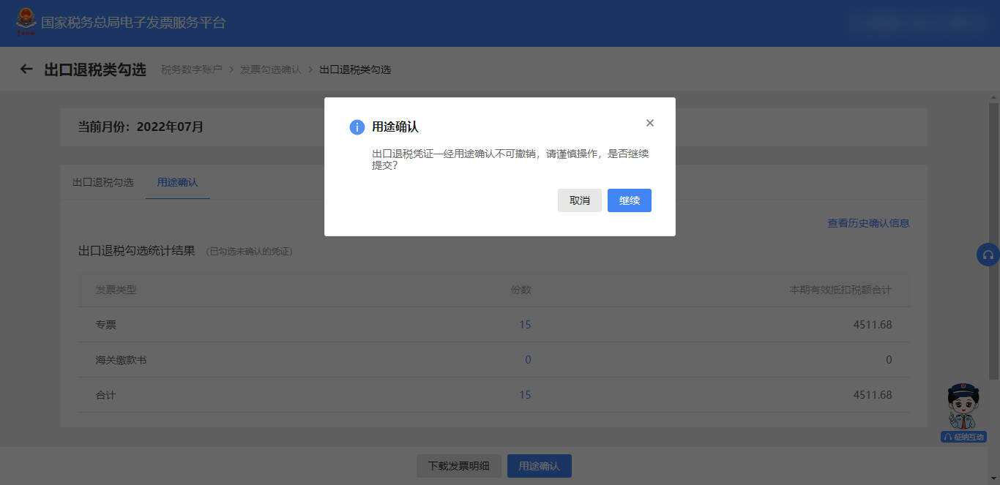 国家税务总局电子发票服务平台
出口退税类勾选 税务数字账户 > 发票勾选确认 > 出口退税类勾选
当前月份：2022年07月
用途确认
出口退税凭证一经用途确认不可撤销，请谨慎操作，是否继续
提交？
取消 继续
出口退税勾选 用途确认
查看历史确认信息
出口退税勾选统计结果 （已勾选未确认的凭证）
发票类型 份数 本期有效抵扣税额合计
专票 15 4511.68
海关缴款书 0 0
合计 15 4511.68
征纳互动
下载发票明细 用途确认